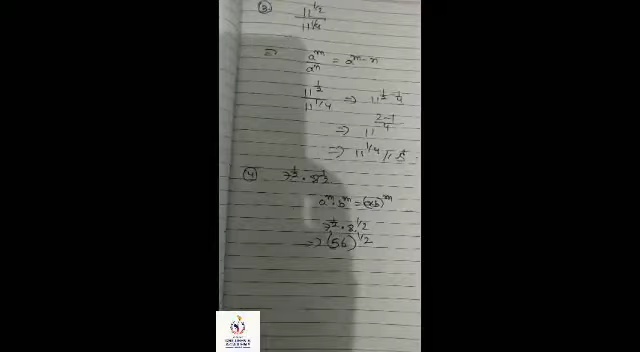 ③ 11^1/2 / 11^1/4
⇒ a^m / a^n = a^m-n
11^1/2 / 11^1/4 ⇒ 11^1/2-1/4
⇒ 11^2-1/4
⇒ 11^1/4 //
④ 7^1/2 · 8^1/2
a^m · b^m = (ab)^m
7^1/2 · 8^1/2
⇒ (56)^1/2